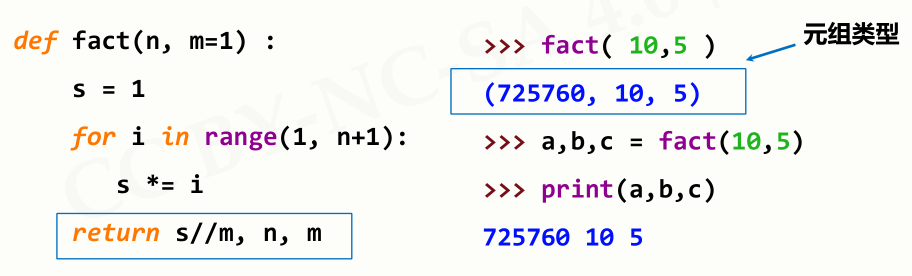 def fact(n, m=1) :
s = 1
for i in range(1, n+1):
s *= i
return s//m, n, m
>>> fact( 10,5 )
元组类型
(725760, 10, 5)
>>> a,b,c = fact(10,5)
>>> print(a,b,c)
725760 10 5
CC BY-NC-SA 4.0